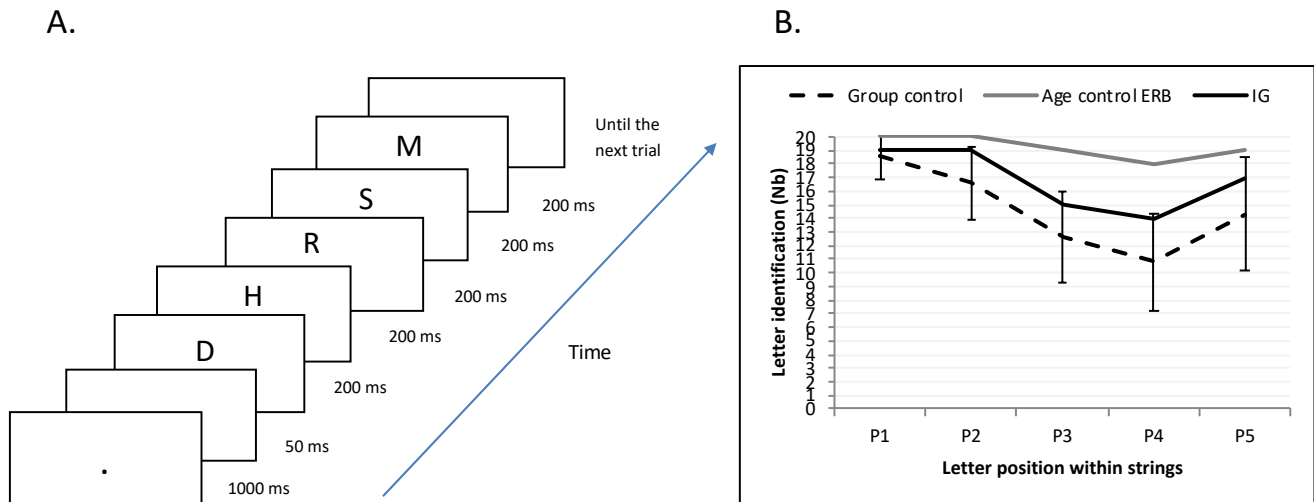 A.
M
S
R
H
D
.
Until the
next trial
200 ms
200 ms
200 ms
200 ms
200 ms
50 ms
1000 ms
Time
B.
Group control Age control ERB IG
Letter identification (Nb)
20
19
18
17
16
15
14
13
12
11
10
9
8
7
6
5
4
3
2
1
0
P1 P2 P3 P4 P5
Letter position within strings